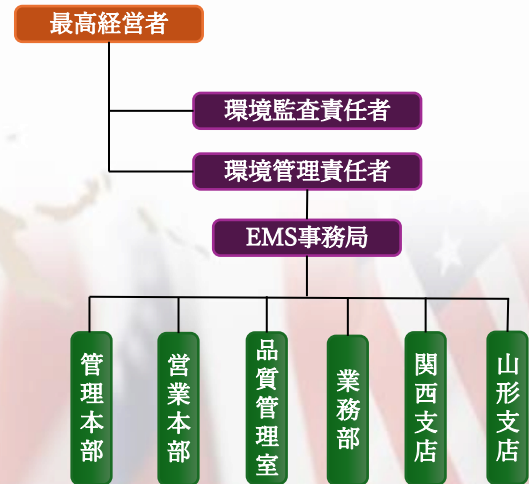 最高経営者
環境監査責任者
環境管理責任者
EMS事務局
管理本部
営業本部
品質管理室
業務部
関西支店
山形支店